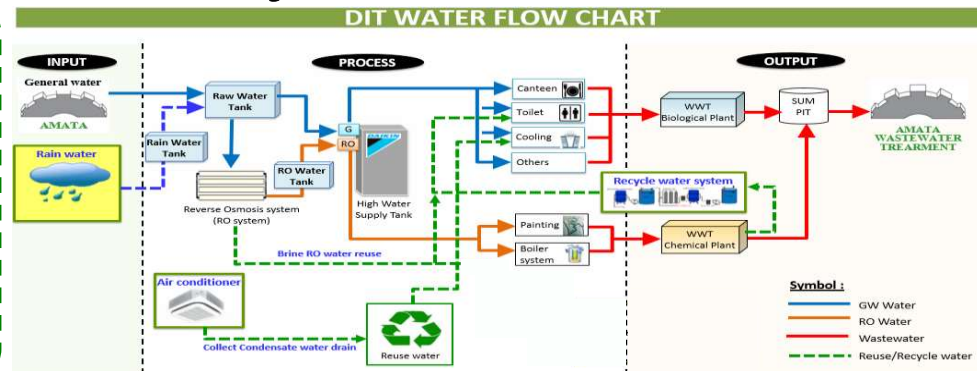 DIT WATER FLOW CHART
INPUT
PROCESS
OUTPUT
General water
AMATA
Rain water
Raw Water
Tank
Rain Water
Tank
RO Water
Tank
Reverse Osmosis system
(RO system)
G
RO
DAIKIN
High Water
Supply Tank
Brine RO water reuse
Air conditioner
Collect Condensate water drain
Reuse water
Canteen
Toilet
Cooling
Others
Painting
Boiler
system
WWT
Biological Plant
SUM
PIT
AMATA
WASTEWATER
TREARMENT
Recycle water system
WWT
Chemical Plant
Symbol :
GW Water
RO Water
Wastewater
Reuse/Recycle water